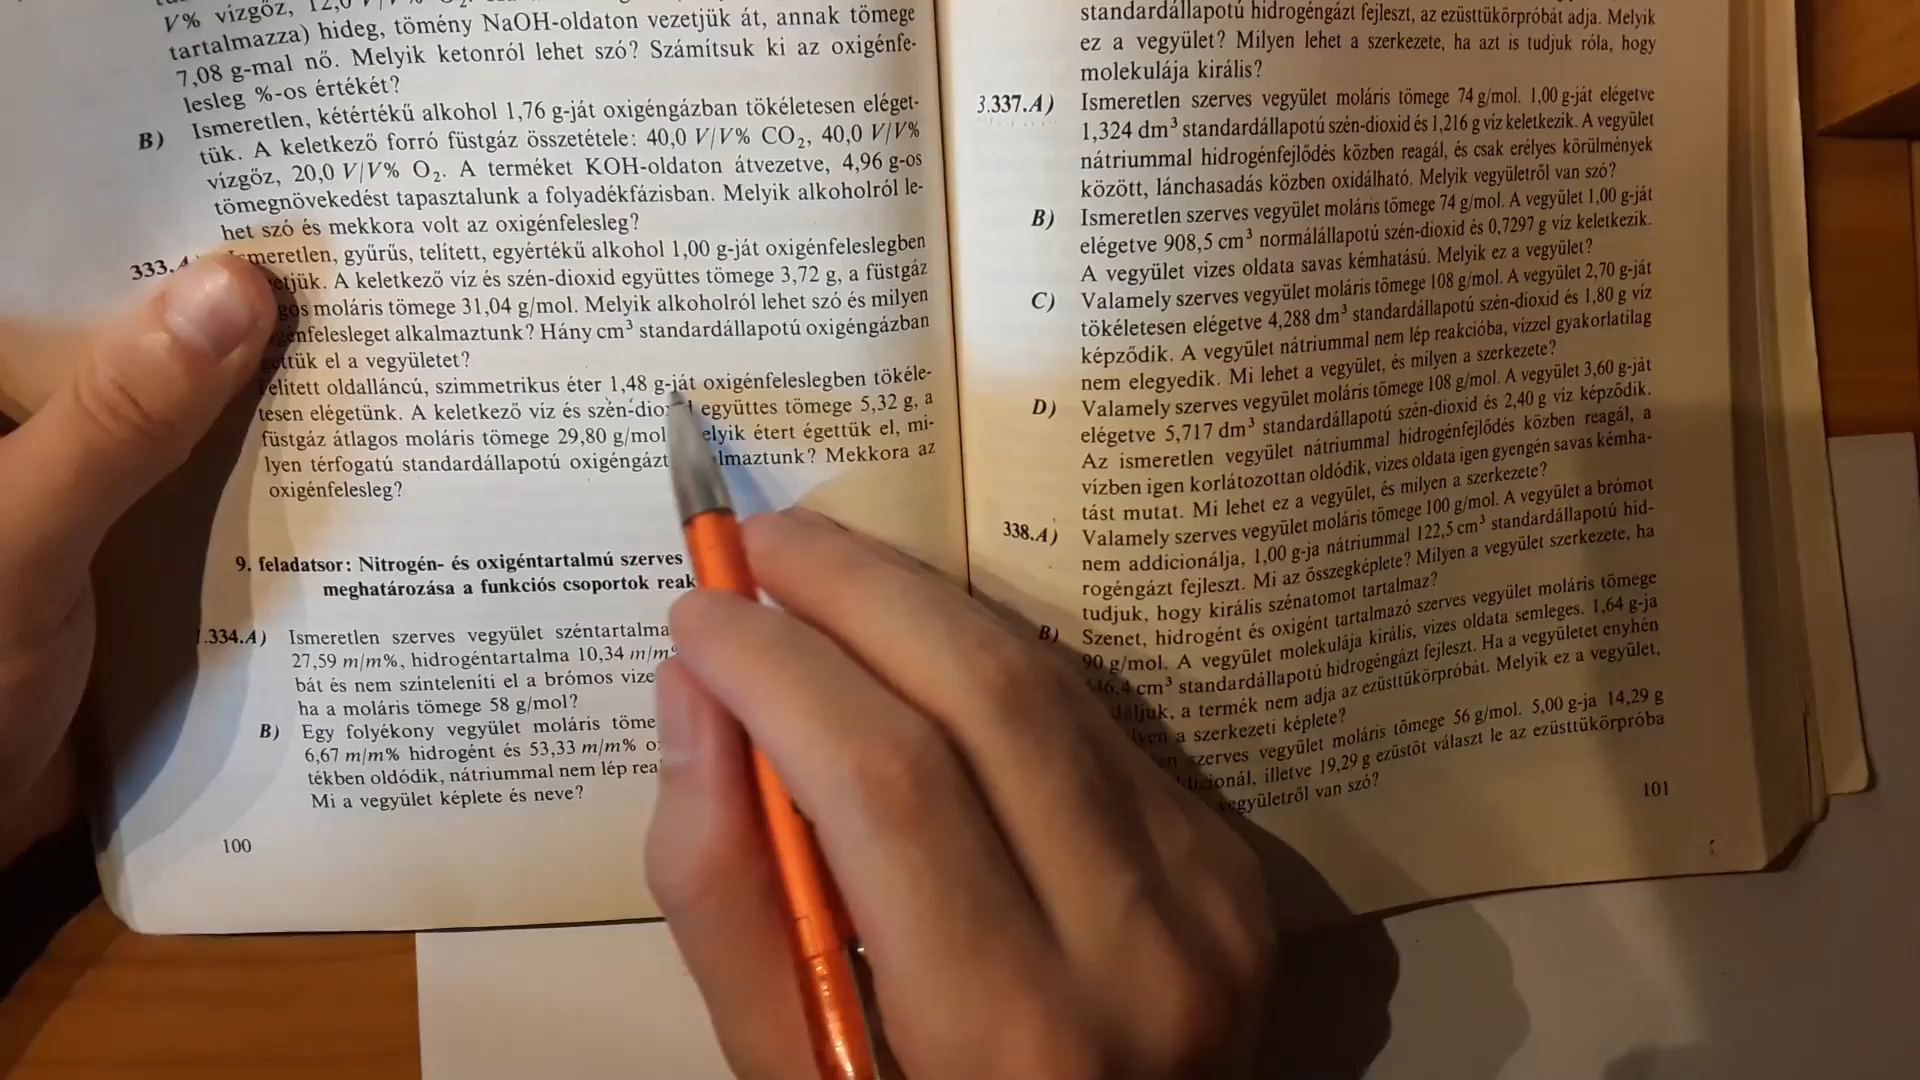 V% vízgőz, 12,0 V/V% O₂.
tartalmazza) hideg, tömény NaOH-oldaton vezetjük át, annak tömege
7,08 g-mal nő. Melyik ketonról lehet szó? Számítsuk ki az oxigénfe-
lesleg %-os értékét?
B) Ismeretlen, kétértékű alkohol 1,76 g-ját oxigéngázban tökéletesen eléget-
tük. A keletkező forró füstgáz összetétele: 40,0 V/V% CO₂, 40,0 V/V%
vízgőz, 20,0 V/V% O₂. A terméket KOH-oldaton átvezetve, 4,96 g-os
tömegnövekedést tapasztalunk a folyadékfázisban. Melyik alkoholról le-
het szó és mekkora volt az oxigénfelesleg?
333.A) Ismeretlen, gyűrűs, telített, egyértékű alkohol 1,00 g-ját oxigénfeleslegben
etjük. A keletkező víz és szén-dioxid együttes tömege 3,72 g, a füstgáz
gos moláris tömege 31,04 g/mol. Melyik alkoholról lehet szó és milyen
génfelesleget alkalmaztunk? Hány cm³ standardállapotú oxigéngázban
ettük el a vegyületet?
Telített oldalláncú, szimmetrikus éter 1,48 g-ját oxigénfeleslegben tökéle-
tesen elégetünk. A keletkező víz és szén-dio együttes tömege 5,32 g, a
füstgáz átlagos moláris tömege 29,80 g/mol elyik étert égettük el, mi-
lyen térfogatú standardállapotú oxigéngázt lmaztunk? Mekkora az
oxigénfelesleg?
9. feladatsor: Nitrogén- és oxigéntartalmú szerves
meghatározása a funkciós csoportok reak
.334.A) Ismeretlen szerves vegyület széntartalma
27,59 m/m%, hidrogéntartalma 10,34 m/m%
bát és nem színteleníti el a brómos vize
ha a moláris tömege 58 g/mol?
B) Egy folyékony vegyület moláris töme
6,67 m/m% hidrogént és 53,33 m/m% o
tékben oldódik, nátriummal nem lép rea
Mi a vegyület képlete és neve?
100
standardállapotú hidrogéngázt fejleszt, az ezüsttükörpróbát adja. Melyik
ez a vegyület? Milyen lehet a szerkezete, ha azt is tudjuk róla, hogy
molekulája királis?
3.337.A) Ismeretlen szerves vegyület moláris tömege 74 g/mol. 1,00 g-ját elégetve
1,324 dm³ standardállapotú szén-dioxid és 1,216 g víz keletkezik. A vegyület
nátriummal hidrogénfejlődés közben reagál, és csak erélyes körülmények
között, lánchasadás közben oxidálható. Melyik vegyületről van szó?
B) Ismeretlen szerves vegyület moláris tömege 74 g/mol. A vegyület 1,00 g-ját
elégetve 908,5 cm³ normálállapotú szén-dioxid és 0,7297 g víz keletkezik.
A vegyület vizes oldata savas kémhatású. Melyik ez a vegyület?
C) Valamely szerves vegyület moláris tömege 108 g/mol. A vegyület 2,70 g-ját
tökéletesen elégetve 4,288 dm³ standardállapotú szén-dioxid és 1,80 g víz
képződik. A vegyület nátriummal nem lép reakcióba, vízzel gyakorlatilag
nem elegyedik. Mi lehet a vegyület, és milyen a szerkezete?
D) Valamely szerves vegyület moláris tömege 108 g/mol. A vegyület 3,60 g-ját
elégetve 5,717 dm³ standardállapotú szén-dioxid és 2,40 g víz képződik.
Az ismeretlen vegyület nátriummal hidrogénfejlődés közben reagál, a
vízben igen korlátozottan oldódik, vizes oldata igen gyengén savas kémha-
tást mutat. Mi lehet ez a vegyület, és milyen a szerkezete?
338.A) Valamely szerves vegyület moláris tömege 100 g/mol. A vegyület a brómot
nem addicionálja, 1,00 g-ja nátriummal 122,5 cm³ standardállapotú hid-
rogéngázt fejleszt. Mi az összegképlete? Milyen a vegyület szerkezete, ha
tudjuk, hogy királis szénatomot tartalmaz?
B) Szenet, hidrogént és oxigént tartalmazó szerves vegyület moláris tömege
90 g/mol. A vegyület molekulája királis, vizes oldata semleges. 1,64 g-ja
446,4 cm³ standardállapotú hidrogéngázt fejleszt. Ha a vegyületet enyhén
dáljuk, a termék nem adja az ezüsttükörpróbát. Melyik ez a vegyület,
lyen a szerkezeti képlete?
en szerves vegyület moláris tömege 56 g/mol. 5,00 g-ja 14,29 g
dicionál, illetve 19,29 g ezüstöt választ le az ezüsttükörpróba
vegyületről van szó?
101